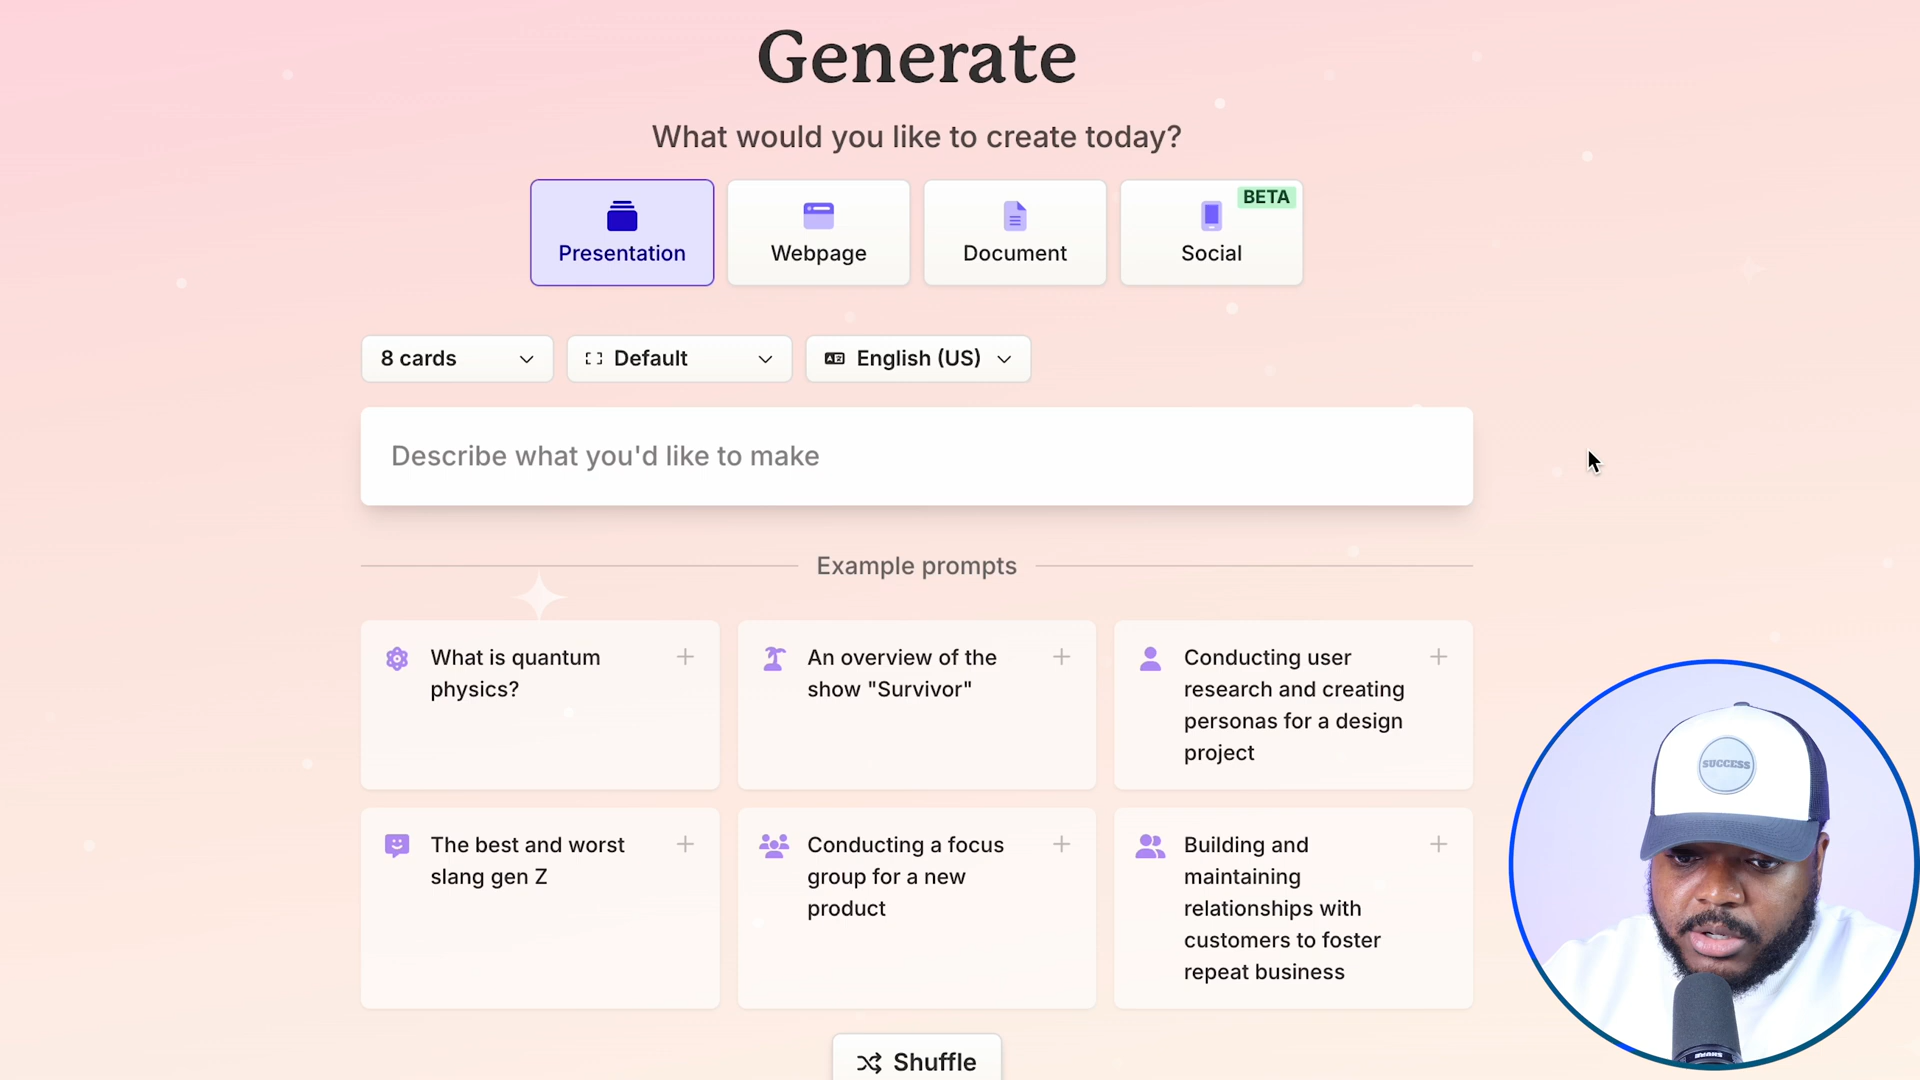 Generate
What would you like to create today?
Presentation
Webpage
Document
BETA
Social
8 cards
Default
English (US)
Describe what you'd like to make
Example prompts
What is quantum
physics?
An overview of the
show "Survivor"
Conducting user
research and creating
personas for a design
project
The best and worst
slang gen Z
Conducting a focus
group for a new
product
Building and
maintaining
relationships with
customers to foster
repeat business
Shuffle
SUCCESS